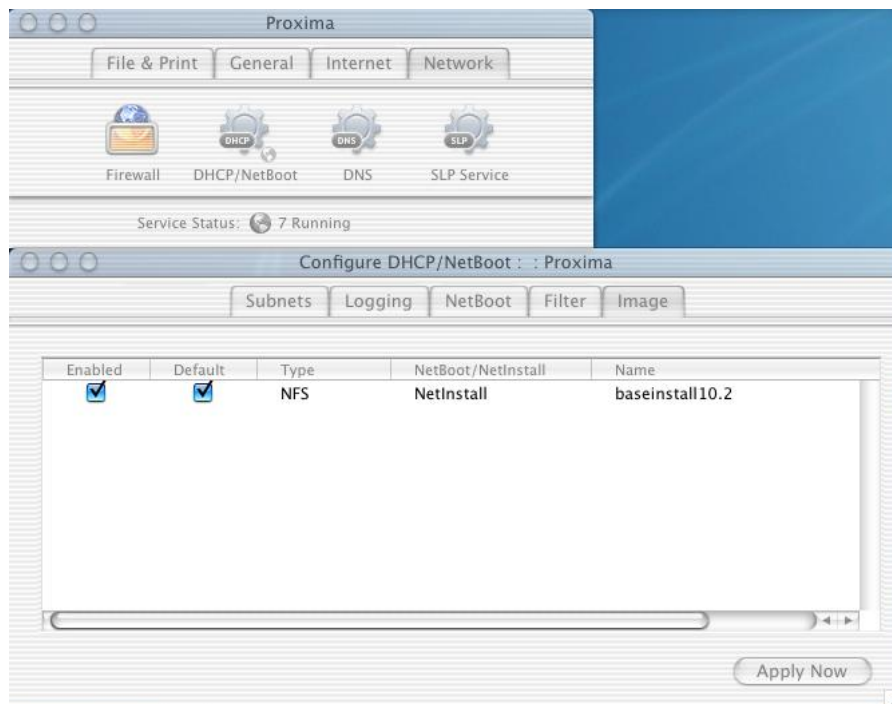 Proxima
File & Print General Internet Network
DHCP DNS SLP
Firewall DHCP/NetBoot DNS SLP Service
Service Status: 7 Running
Configure DHCP/NetBoot : : Proxima
Subnets Logging NetBoot Filter Image
Enabled Default Type NetBoot/NetInstall Name
NFS NetInstall baseinstall10.2
Apply Now